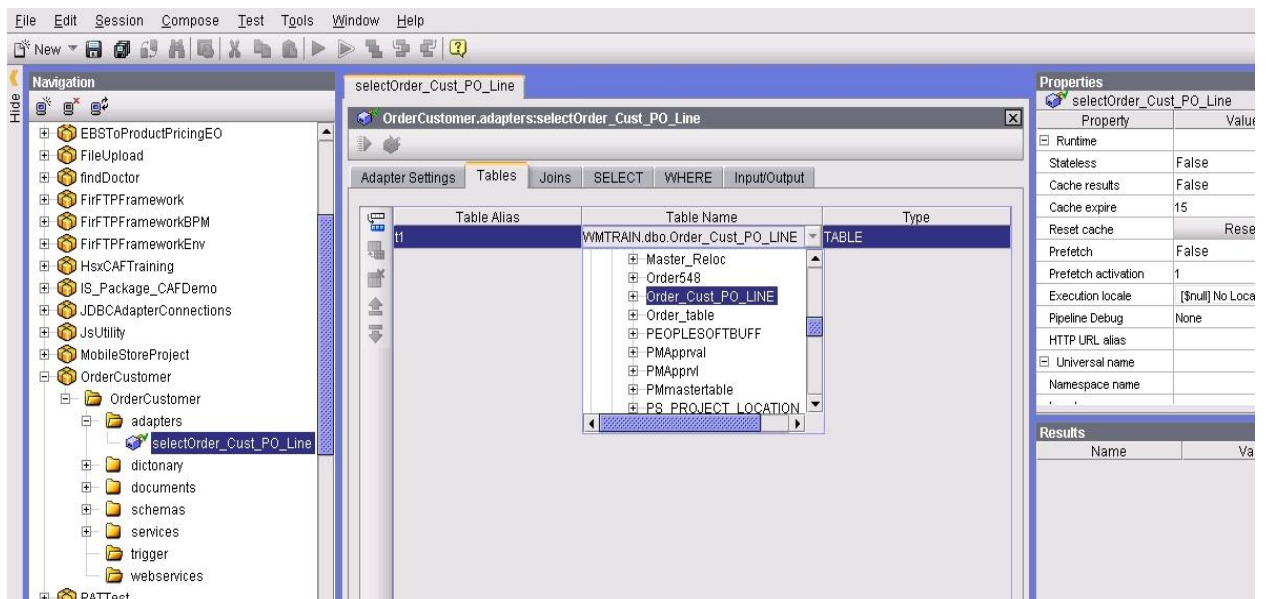 File Edit Session Compose Test Tools Window Help
New
Hide
Navigation
EBSToProductPricingEO
FileUpload
findDoctor
FirFTPFramework
FirFTPFrameworkBPM
FirFTPFrameworkEnv
HsxCAFTraining
IS_Package_CAFDemo
JDBCAdapterConnections
JsUtility
MobileStoreProject
OrderCustomer
OrderCustomer
adapters
selectOrder_Cust_PO_Line
dictonary
documents
schemas
services
trigger
webservices
PATTest
selectOrder_Cust_PO_Line
OrderCustomer.adapters:selectOrder_Cust_PO_Line
Adapter Settings Tables Joins SELECT WHERE Input/Output
Table Alias Table Name Type
t1 WMTRAIN.dbo.Order_Cust_PO_LINE TABLE
Master_Reloc
Order548
Order_Cust_PO_LINE
Order_table
PEOPLESOFTBUFF
PMApprval
PMApprvl
PMmastertable
PS_PROJECT_LOCATION
Properties
selectOrder_Cust_PO_Line
Property Value
Runtime
Stateless False
Cache results False
Cache expire 15
Reset cache Rese
Prefetch False
Prefetch activation 1
Execution locale [$null] No Loca
Pipeline Debug None
HTTP URL alias
Universal name
Namespace name
Results
Name Va